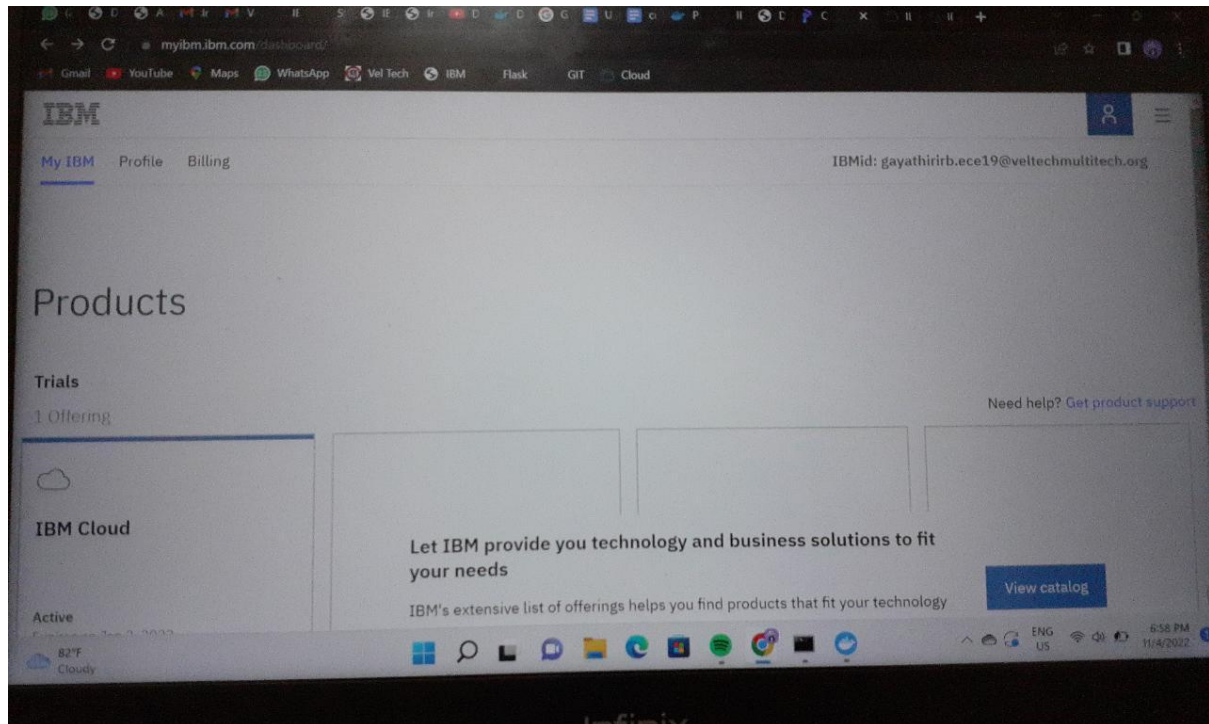 myibm.ibm.com/dashboard/
Gmail YouTube Maps WhatsApp Vel Tech IBM Flask GIT Cloud
IBM
My IBM Profile Billing
IBMid: gayathirirb.ece19@veltechmultitech.org
Products
Trials
1 Offering
Need help? Get product support
IBM Cloud
Let IBM provide you technology and business solutions to fit
your needs
View catalog
IBM's extensive list of offerings helps you find products that fit your technology
Active
82°F
Cloudy
ENG
US
6:58 PM
11/4/2022
Infinix